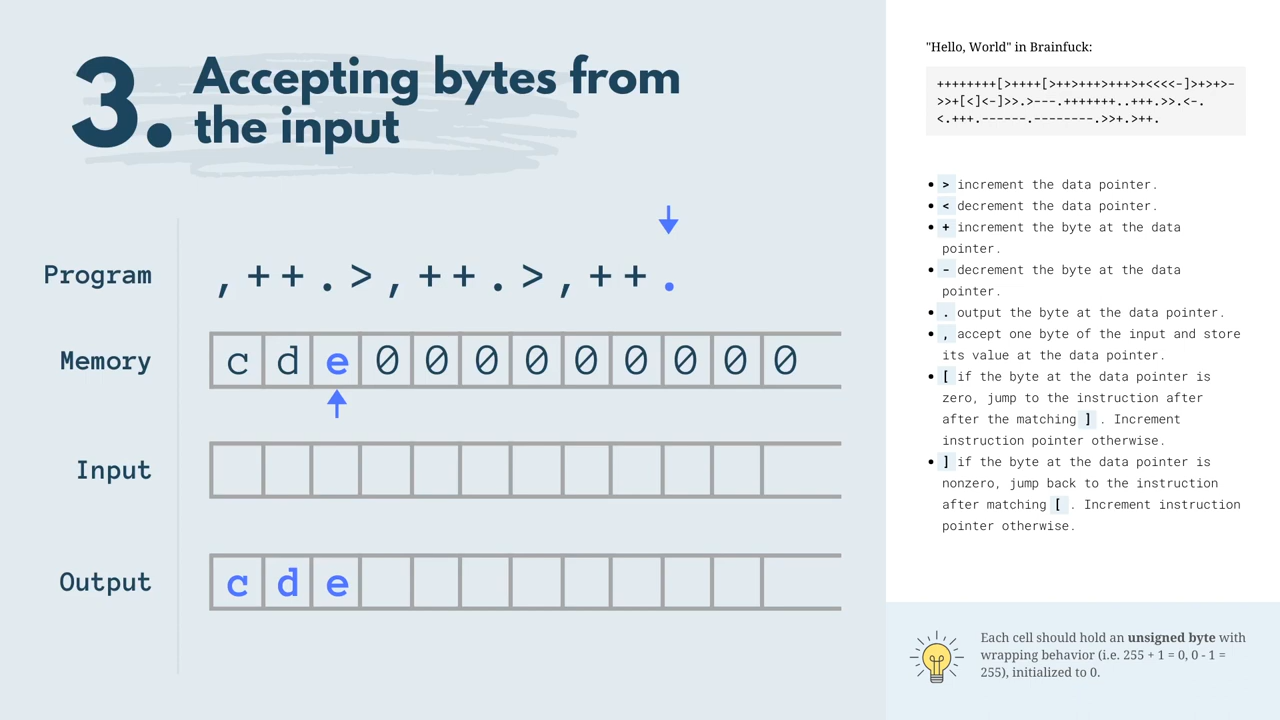 3. Accepting bytes from
the input
Program ,++.>,++.>,++.
Memory c d e 0 0 0 0 0 0 0 0 0
Input
Output c d e
"Hello, World" in Brainfuck:
++++++++[>++++[>++>+++>+++>+<<<<-]>+>+>-
>>+[<]<-]>>.>---.+++++++..+++.>>.<-.
<.+++.------.--------.>>+.>++.
• > increment the data pointer.
• < decrement the data pointer.
• + increment the byte at the data
pointer.
• - decrement the byte at the data
pointer.
• . output the byte at the data pointer.
• , accept one byte of the input and store
its value at the data pointer.
• [ if the byte at the data pointer is
zero, jump to the instruction after
after the matching ] . Increment
instruction pointer otherwise.
• ] if the byte at the data pointer is
nonzero, jump back to the instruction
after matching [ . Increment instruction
pointer otherwise.
Each cell should hold an unsigned byte with
wrapping behavior (i.e. 255 + 1 = 0, 0 - 1 =
255), initialized to 0.